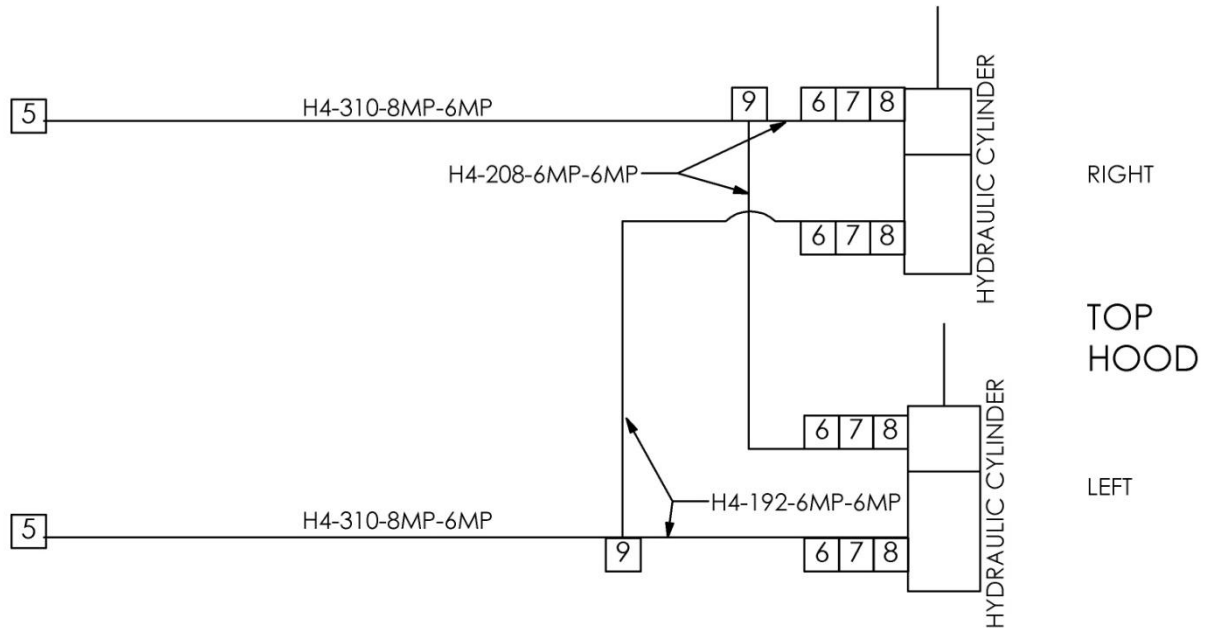 5
H4-310-8MP-6MP
9
6 7 8
HYDRAULIC CYLINDER
H4-208-6MP-6MP
RIGHT
6 7 8
TOP
HOOD
6 7 8
HYDRAULIC CYLINDER
LEFT
H4-192-6MP-6MP
5
H4-310-8MP-6MP
9
6 7 8